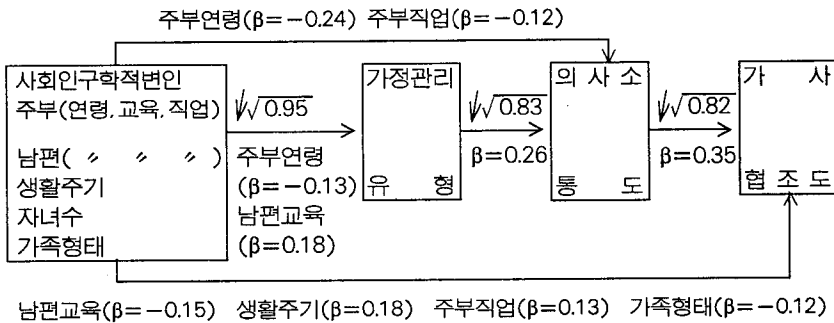 주부연령(β=-0.24) 주부직업(β=-0.12)
사회인구학적변인
주부(연령, 교육, 직업)
남편( 〃 〃 〃 )
생활주기
자녀수
가족형태
√0.95
주부연령
(β=-0.13)
남편교육
(β=0.18)
가정관리
유 형
√0.83
β=0.26
의 사 소
통 도
√0.82
β=0.35
가 사
협 조 도
남편교육(β=-0.15) 생활주기(β=0.18) 주부직업(β=0.13) 가족형태(β=-0.12)